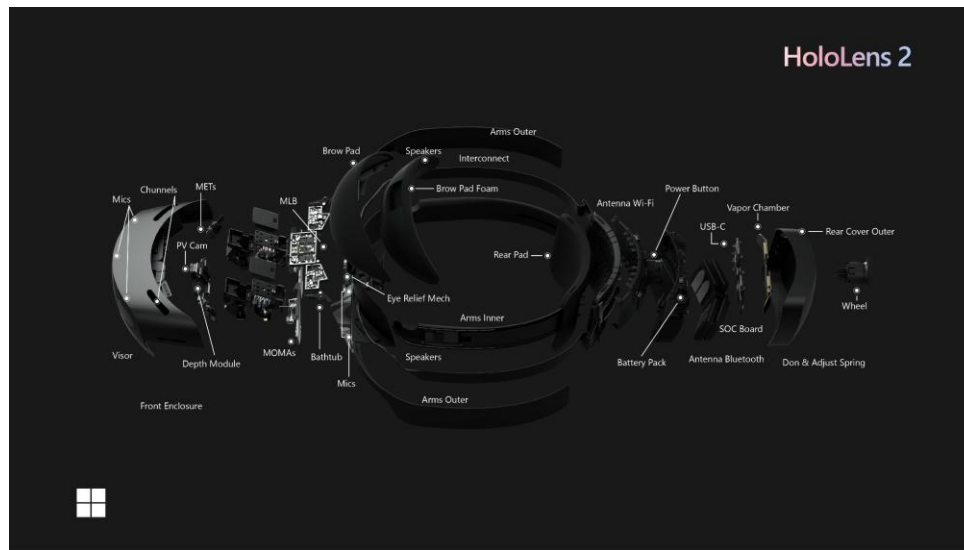 HoloLens 2
Arms Outer
Brow Pad
Speakers
Interconnect
Channels
METs
Mics
MLB
Brow Pad Foam
Power Button
Antenna Wi-Fi
Vapor Chamber
USB-C
Rear Cover Outer
PV Cam
Rear Pad
Eye Relief Mech
Wheel
Arms Inner
SOC Board
Visor
Depth Module
MOMAs
Bathtub
Speakers
Battery Pack
Antenna Bluetooth
Don & Adjust Spring
Mics
Front Enclosure
Arms Outer